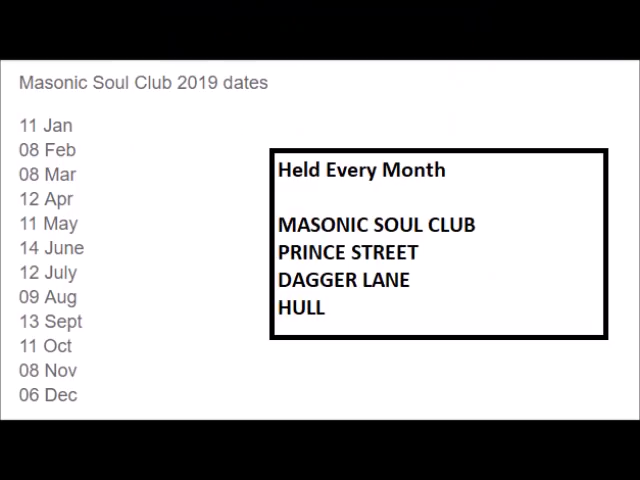 Masonic Soul Club 2019 dates
11 Jan
08 Feb
08 Mar
12 Apr
11 May
14 June
12 July
09 Aug
13 Sept
11 Oct
08 Nov
06 Dec
Held Every Month
MASONIC SOUL CLUB
PRINCE STREET
DAGGER LANE
HULL